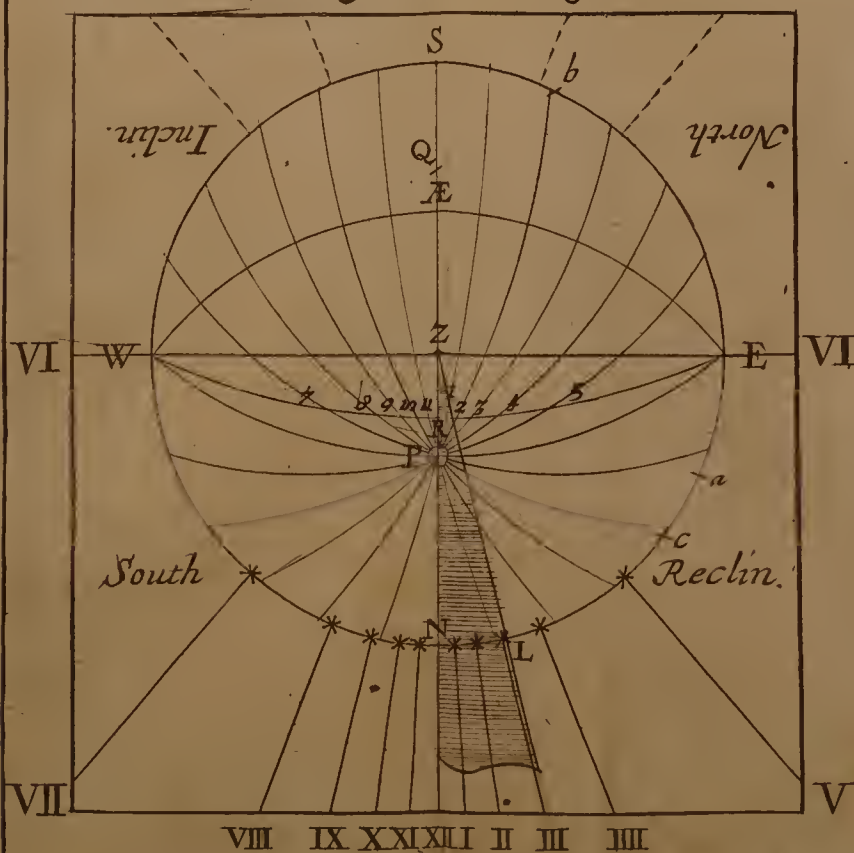 S
b
Inclin. North
Q
Æ
Z
VI W E VI
7 8 9 10 11 1 2 3 4 5
R
P
a
c
South Reclin.
N
L
VII V
VIII IX X XI XII I II III IIII